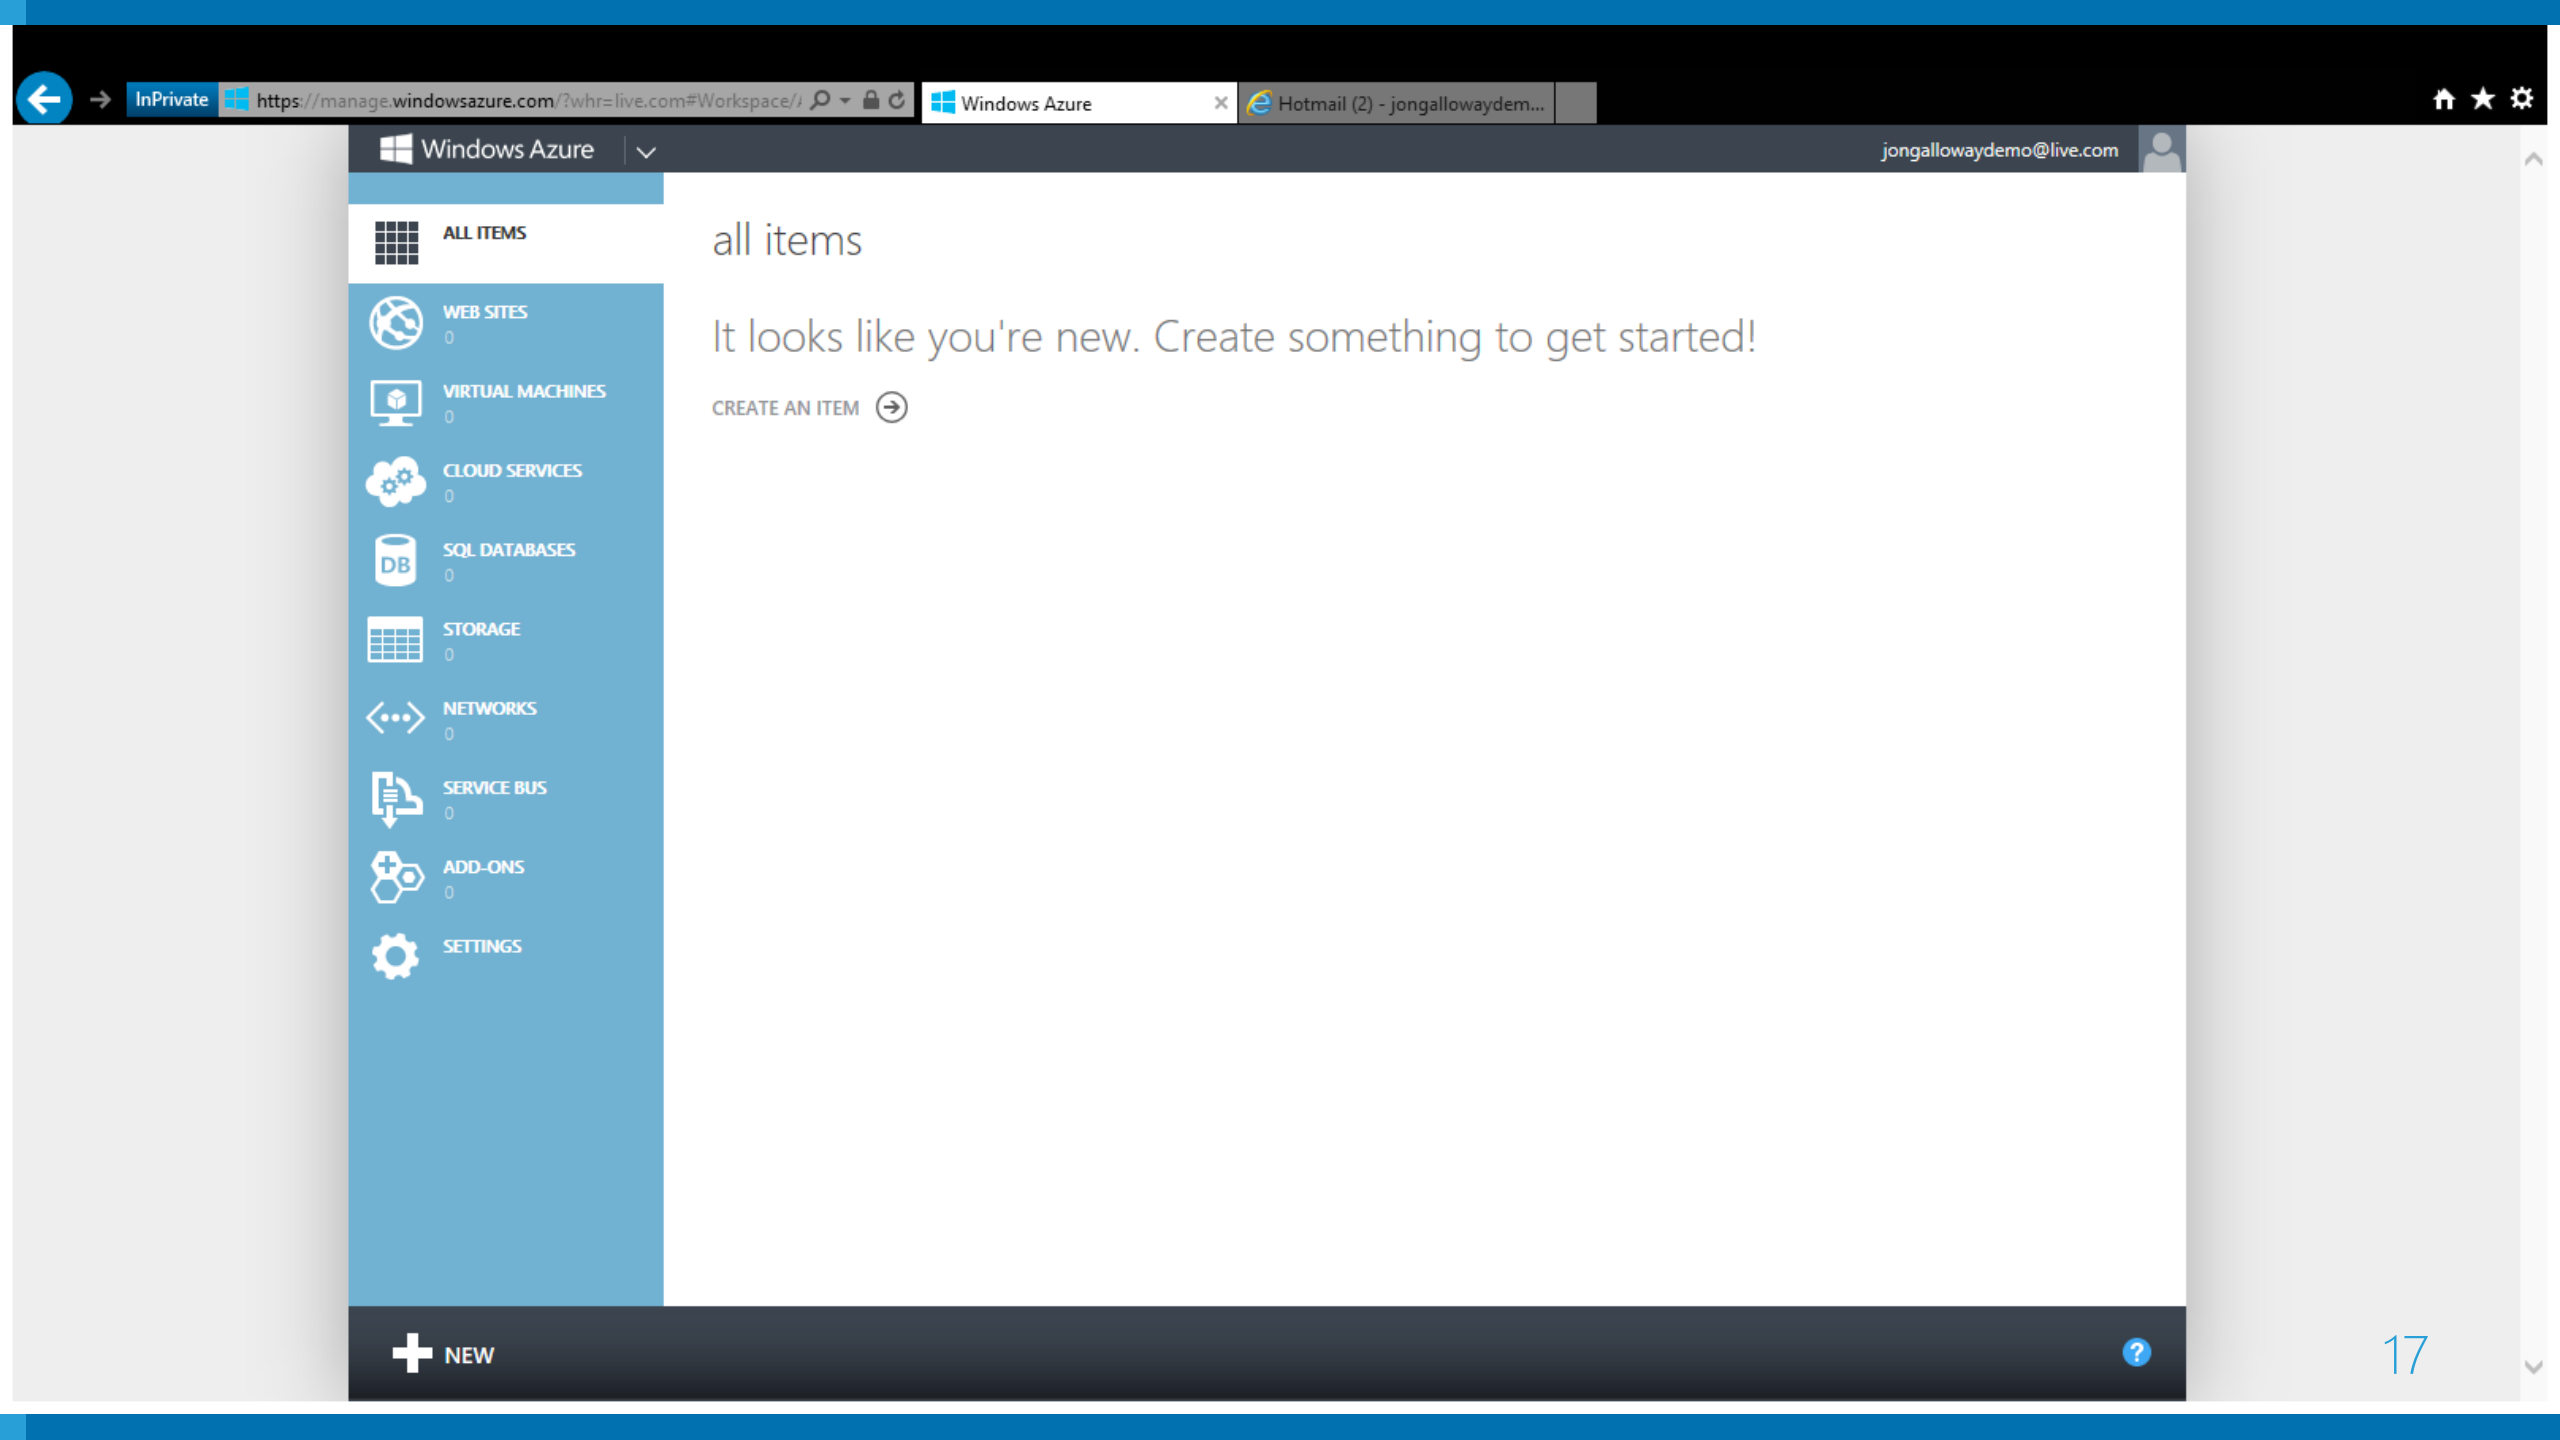 InPrivate https://manage.windowsazure.com/?whr=live.com#Workspace/ Windows Azure Hotmail (2) - jongallowaydem...
Windows Azure jongallowaydemo@live.com
ALL ITEMS
all items
WEB SITES
0
It looks like you're new. Create something to get started!
VIRTUAL MACHINES
0
CREATE AN ITEM
CLOUD SERVICES
0
SQL DATABASES
0
DB
STORAGE
0
NETWORKS
0
SERVICE BUS
0
ADD-ONS
0
SETTINGS
NEW
?
17